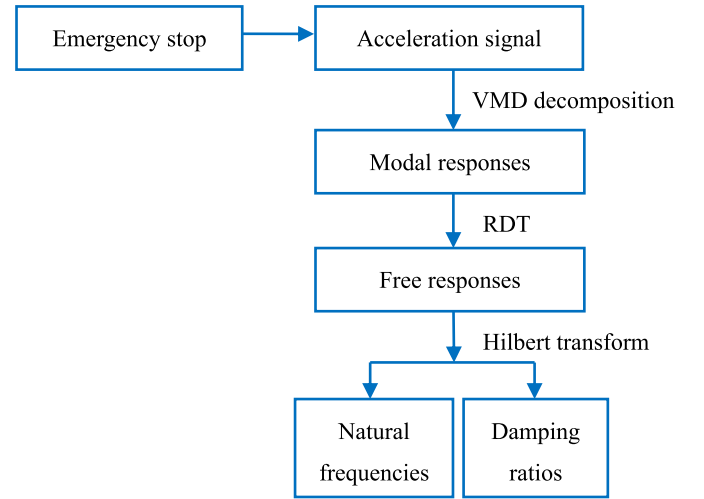 Emergency stop
Acceleration signal
VMD decomposition
Modal responses
RDT
Free responses
Hilbert transform
Natural
frequencies
Damping
ratios